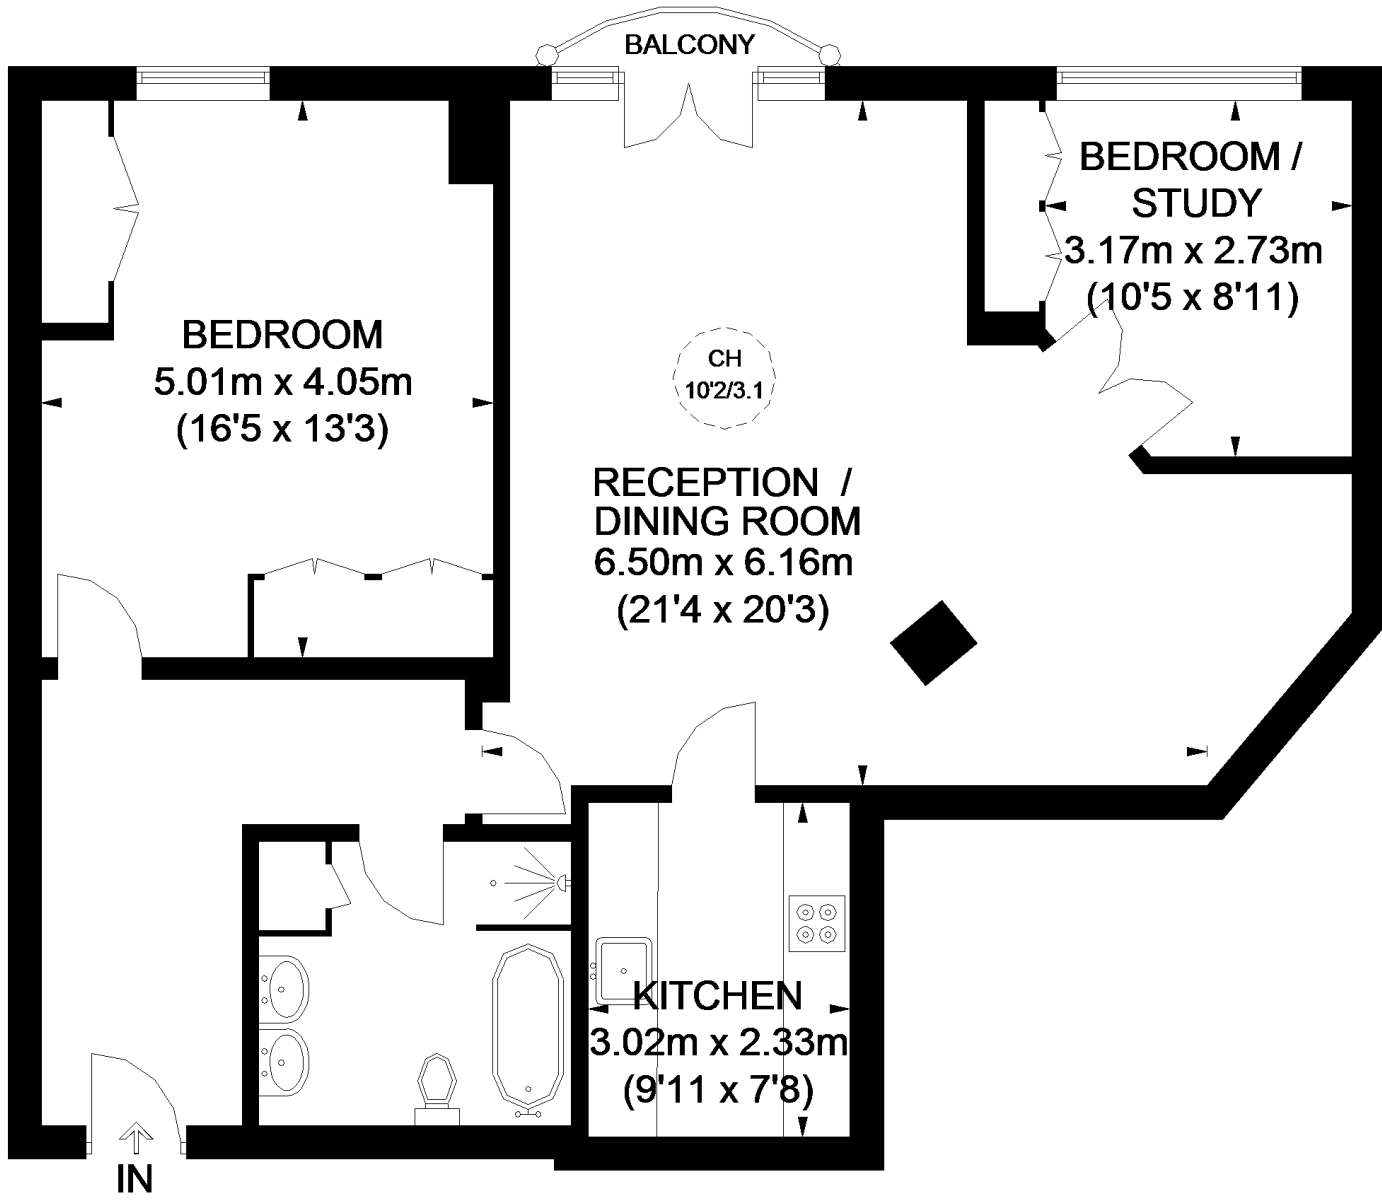 BALCONY
BEDROOM /
STUDY
3.17m x 2.73m
(10'5 x 8'11)
BEDROOM
5.01m x 4.05m
(16'5 x 13'3)
CH
10'2/3.1
RECEPTION /
DINING ROOM
6.50m x 6.16m
(21'4 x 20'3)
KITCHEN
3.02m x 2.33m
(9'11 x 7'8)
IN